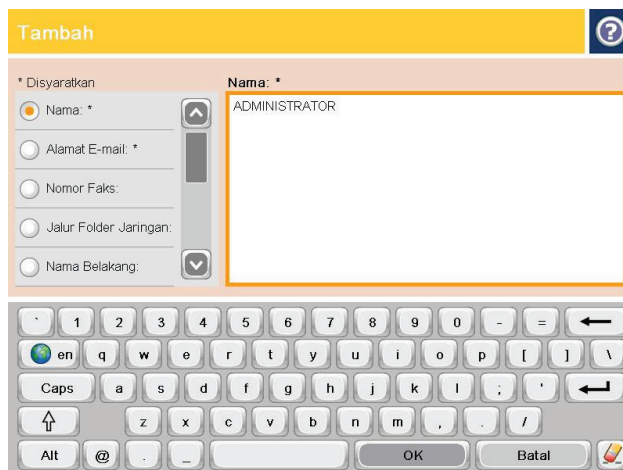 Tambah
?
* Disyaratkan
Nama: *
Nama: *
Alamat E-mail: *
Nomor Faks:
Jalur Folder Jaringan:
Nama Belakang:
ADMINISTRATOR
` 1 2 3 4 5 6 7 8 9 0 - =
en q w e r t y u i o p [ ] \
Caps a s d f g h j k l ; '
z x c v b n m , . /
Alt @ . _ OK Batal